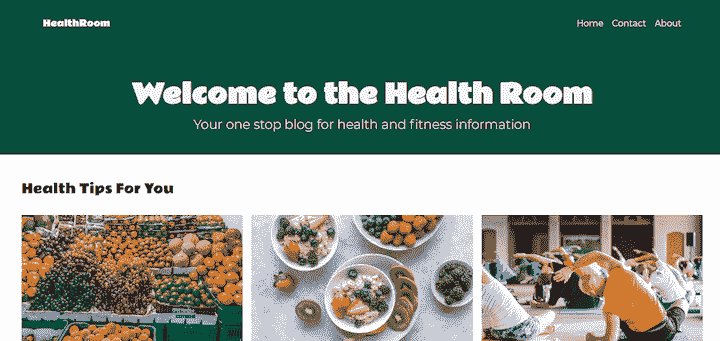 HealthRoom
Home Contact About
Welcome to the Health Room
Your one stop blog for health and fitness information
Health Tips For You